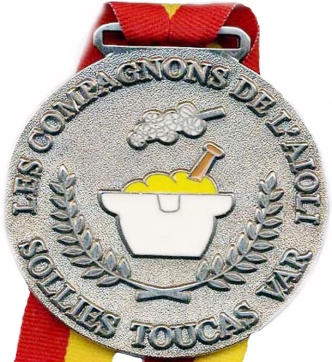 LES COMPAGNONS DE L'AIOLI
SOLLIES TOUCAS VAR